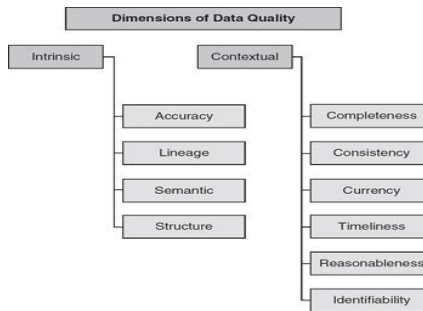 Dimensions of Data Quality
Intrinsic
Contextual
Accuracy
Lineage
Semantic
Structure
Completeness
Consistency
Currency
Timeliness
Reasonableness
Identifiability